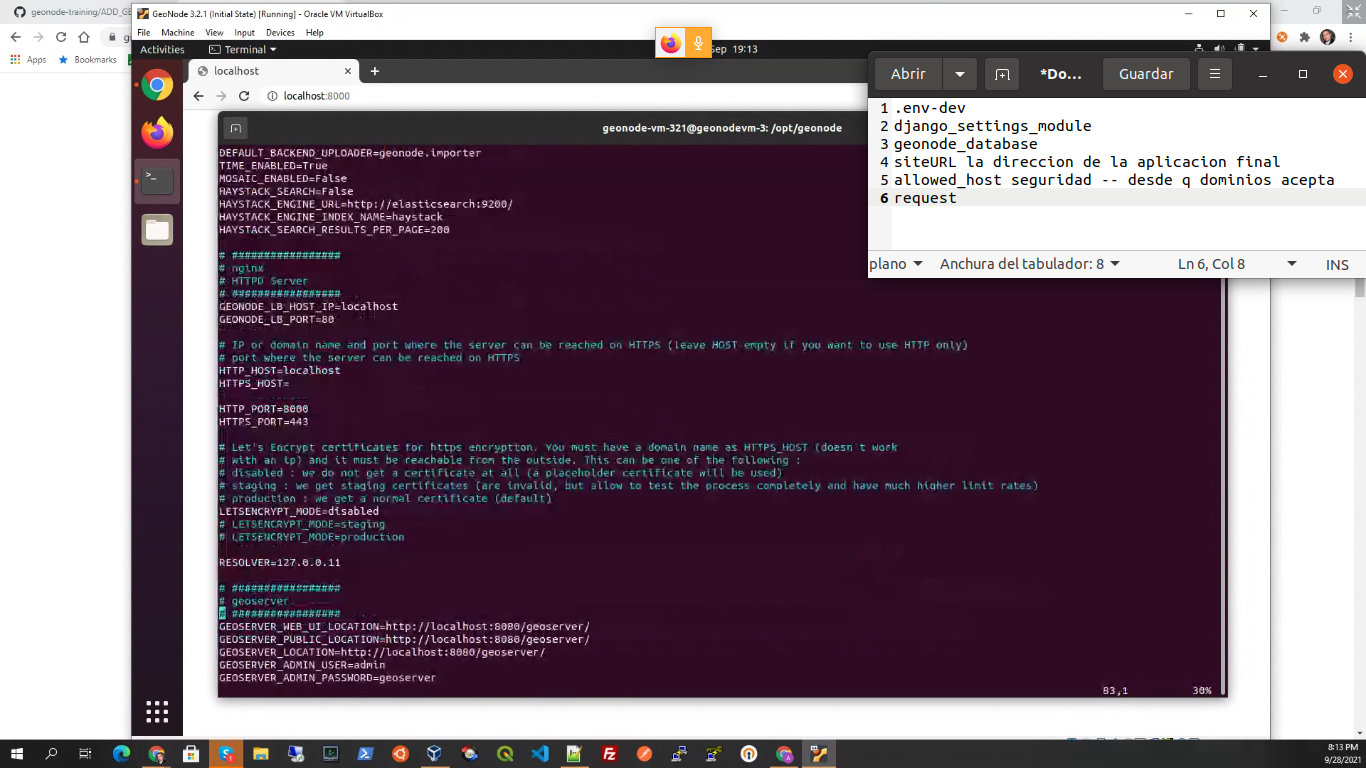 geonode-training/ADD_GE
GeoNode 3.2.1 (Initial State) [Running] - Oracle VM VirtualBox
File Machine View Input Devices Help
Apps Bookmarks
Activities Terminal ep 19:13
localhost
localhost:8000
geonode-vm-321@geonodevm-3: /opt/geonode
DEFAULT_BACKEND_UPLOADER=geonode.importer
TIME_ENABLED=True
MOSAIC_ENABLED=False
HAYSTACK_SEARCH=False
HAYSTACK_ENGINE_URL=http://elasticsearch:9200/
HAYSTACK_ENGINE_INDEX_NAME=haystack
HAYSTACK_SEARCH_RESULTS_PER_PAGE=200
# #################
# nginx
# HTTPD Server
# #################
GEONODE_LB_HOST_IP=localhost
GEONODE_LB_PORT=80
# IP or domain name and port where the server can be reached on HTTPS (leave HOST empty if you want to use HTTP only)
# port where the server can be reached on HTTPS
HTTP_HOST=localhost
HTTPS_HOST=
HTTP_PORT=8000
HTTPS_PORT=443
# Let's Encrypt certificates for https encryption. You must have a domain name as HTTPS_HOST (doesn't work
# with an ip) and it must be reachable from the outside. This can be one of the following :
# disabled : we do not get a certificate at all (a placeholder certificate will be used)
# staging : we get staging certificates (are invalid, but allow to test the process completely and have much higher limit rates)
# production : we get a normal certificate (default)
LETSENCRYPT_MODE=disabled
# LETSENCRYPT_MODE=staging
# LETSENCRYPT_MODE=production
RESOLVER=127.0.0.11
# #################
# geoserver
# #################
GEOSERVER_WEB_UI_LOCATION=http://localhost:8080/geoserver/
GEOSERVER_PUBLIC_LOCATION=http://localhost:8080/geoserver/
GEOSERVER_LOCATION=http://localhost:8080/geoserver/
GEOSERVER_ADMIN_USER=admin
GEOSERVER_ADMIN_PASSWORD=geoserver
83,1 30%
Abrir *Do... Guardar
1 .env-dev
2 django_settings_module
3 geonode_database
4 siteURL la direccion de la aplicacion final
5 allowed_host seguridad -- desde q dominios acepta
6 request
plano Anchura del tabulador: 8 Ln 6, Col 8 INS
8:13 PM
9/28/2021